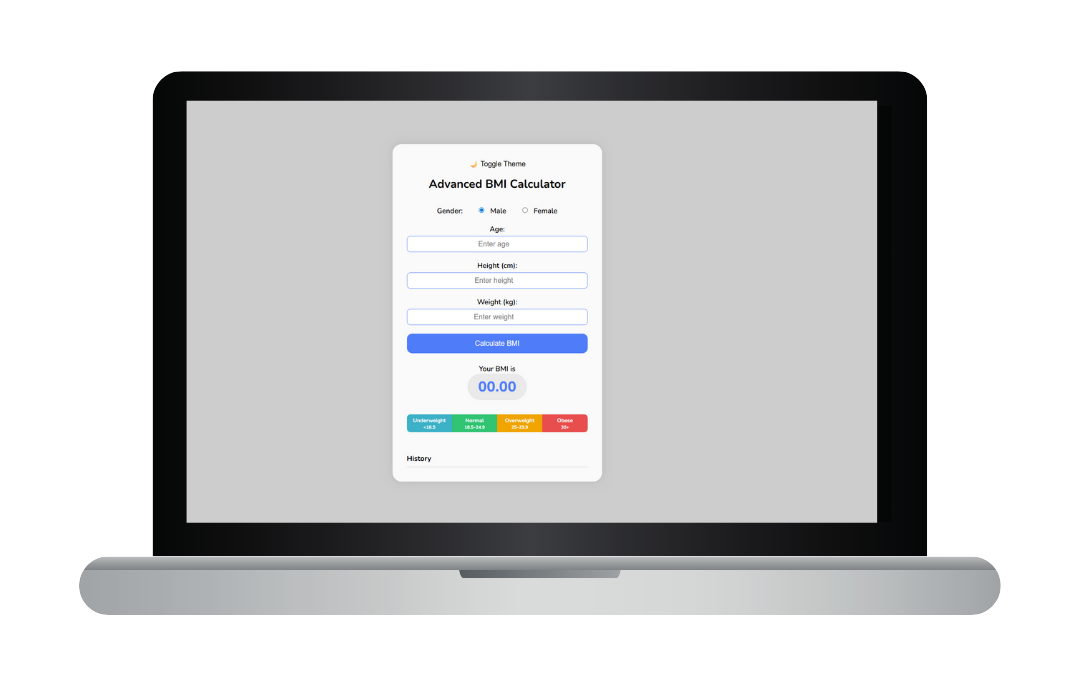 🌙 Toggle Theme
Advanced BMI Calculator
Gender: Male Female
Age:
Enter age
Height (cm):
Enter height
Weight (kg):
Enter weight
Calculate BMI
Your BMI is
00.00
Underweight Normal Overweight Obese
<18.5 18.5–24.9 25–29.9 30+
History